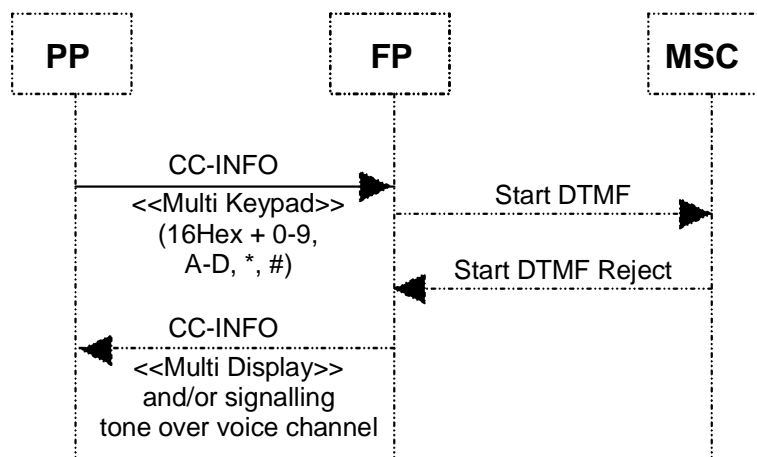 PP
FP
MSC
CC-INFO
<<Multi Keypad>>
(16Hex + 0-9,
A-D, *, #)
Start DTMF
Start DTMF Reject
CC-INFO
<<Multi Display>>
and/or signalling
tone over voice channel